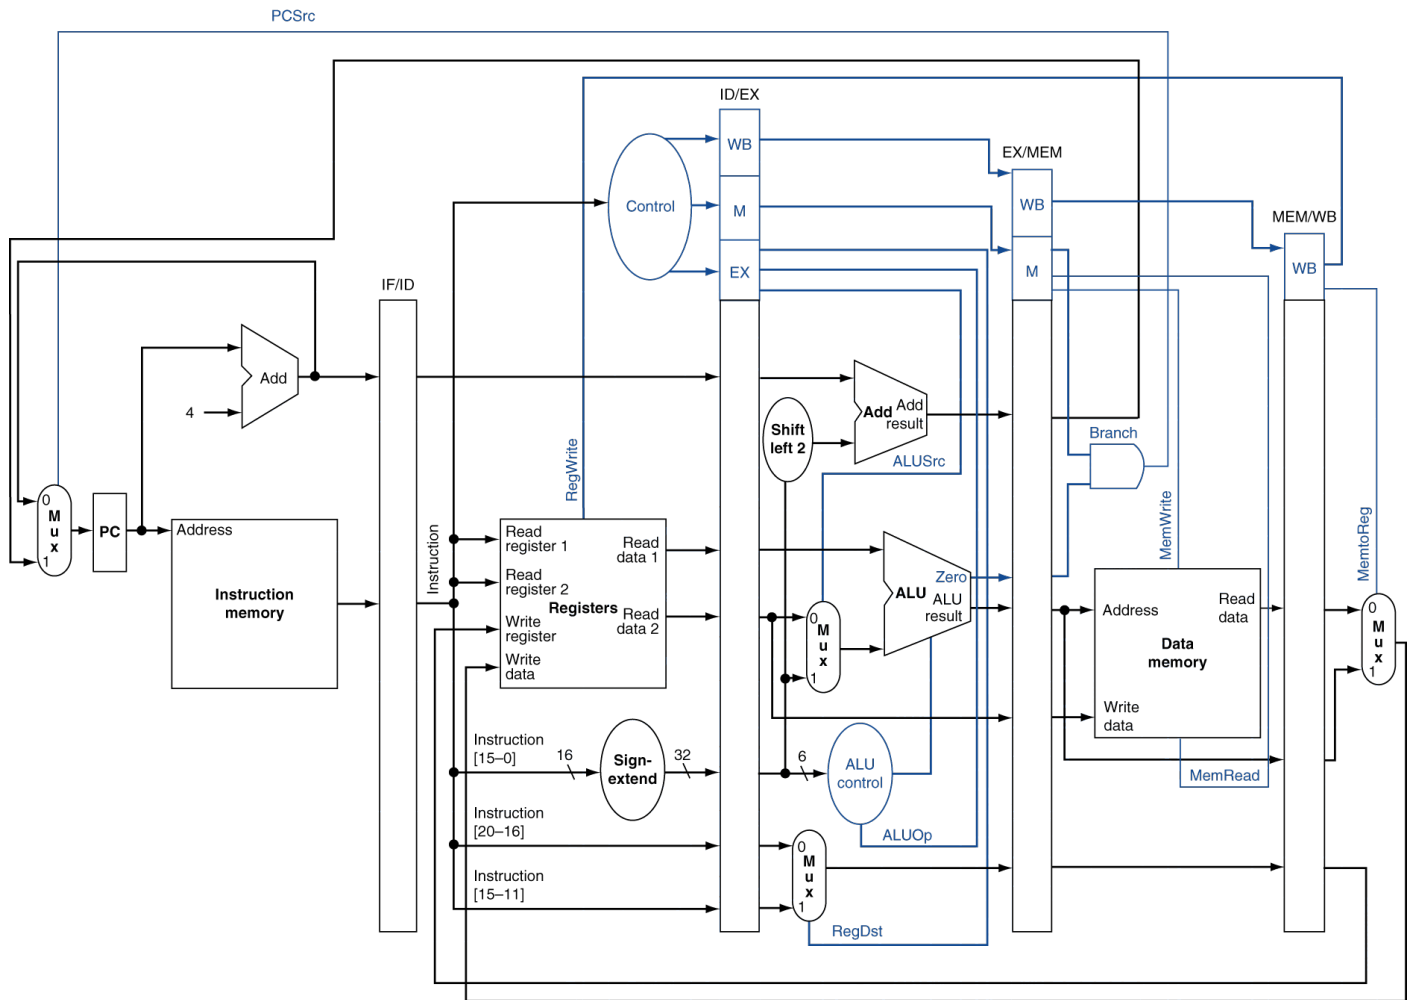 PCSrc
ID/EX
WB
EX/MEM
Control
M
WB
MEM/WB
EX
M
WB
IF/ID
Add
4
Shift
left 2
Add
Add
result
Branch
ALUSrc
RegWrite
MemWrite
MemtoReg
0
M
u
x
1
PC
Address
Instruction
memory
Instruction
Read
register 1
Read
register 2
Write
register
Write
data
Registers
Read
data 1
Read
data 2
0
M
u
x
1
Zero
ALU
ALU
result
Address
Read
data
Data
memory
Write
data
0
M
u
x
1
Instruction
[15–0]
16
Sign-
extend
32
6
ALU
control
MemRead
Instruction
[20–16]
ALUOp
Instruction
[15–11]
0
M
u
x
1
RegDst